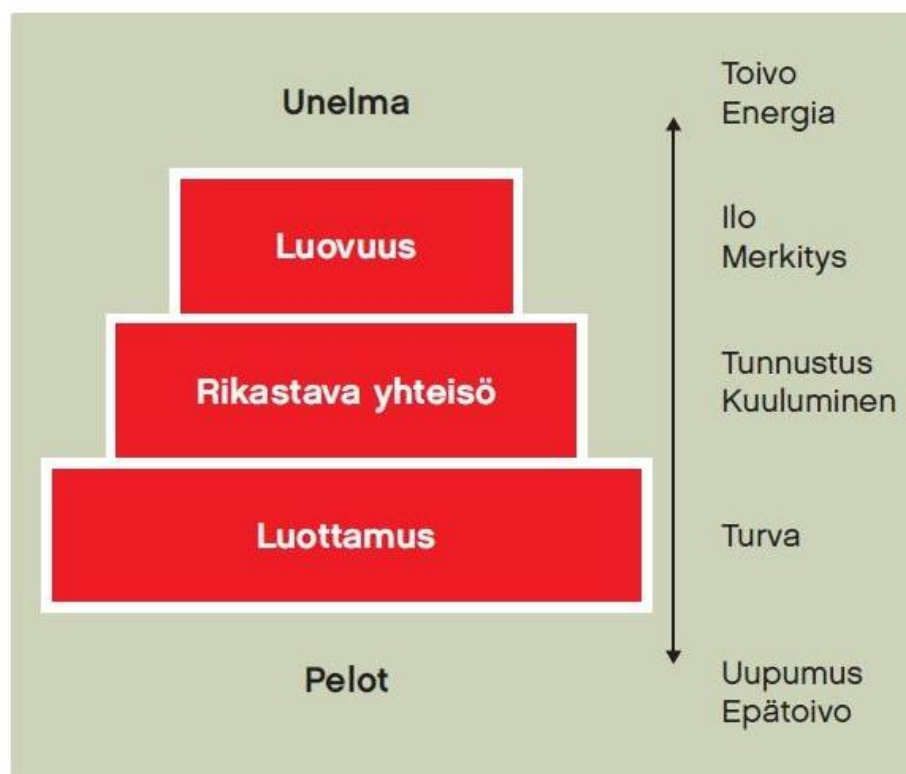 Unelma
Toivo
Energia
Luovuus
Ilo
Merkitys
Rikastava yhteisö
Tunnustus
Kuuluminen
Luottamus
Turva
Pelot
Uupumus
Epätoivo